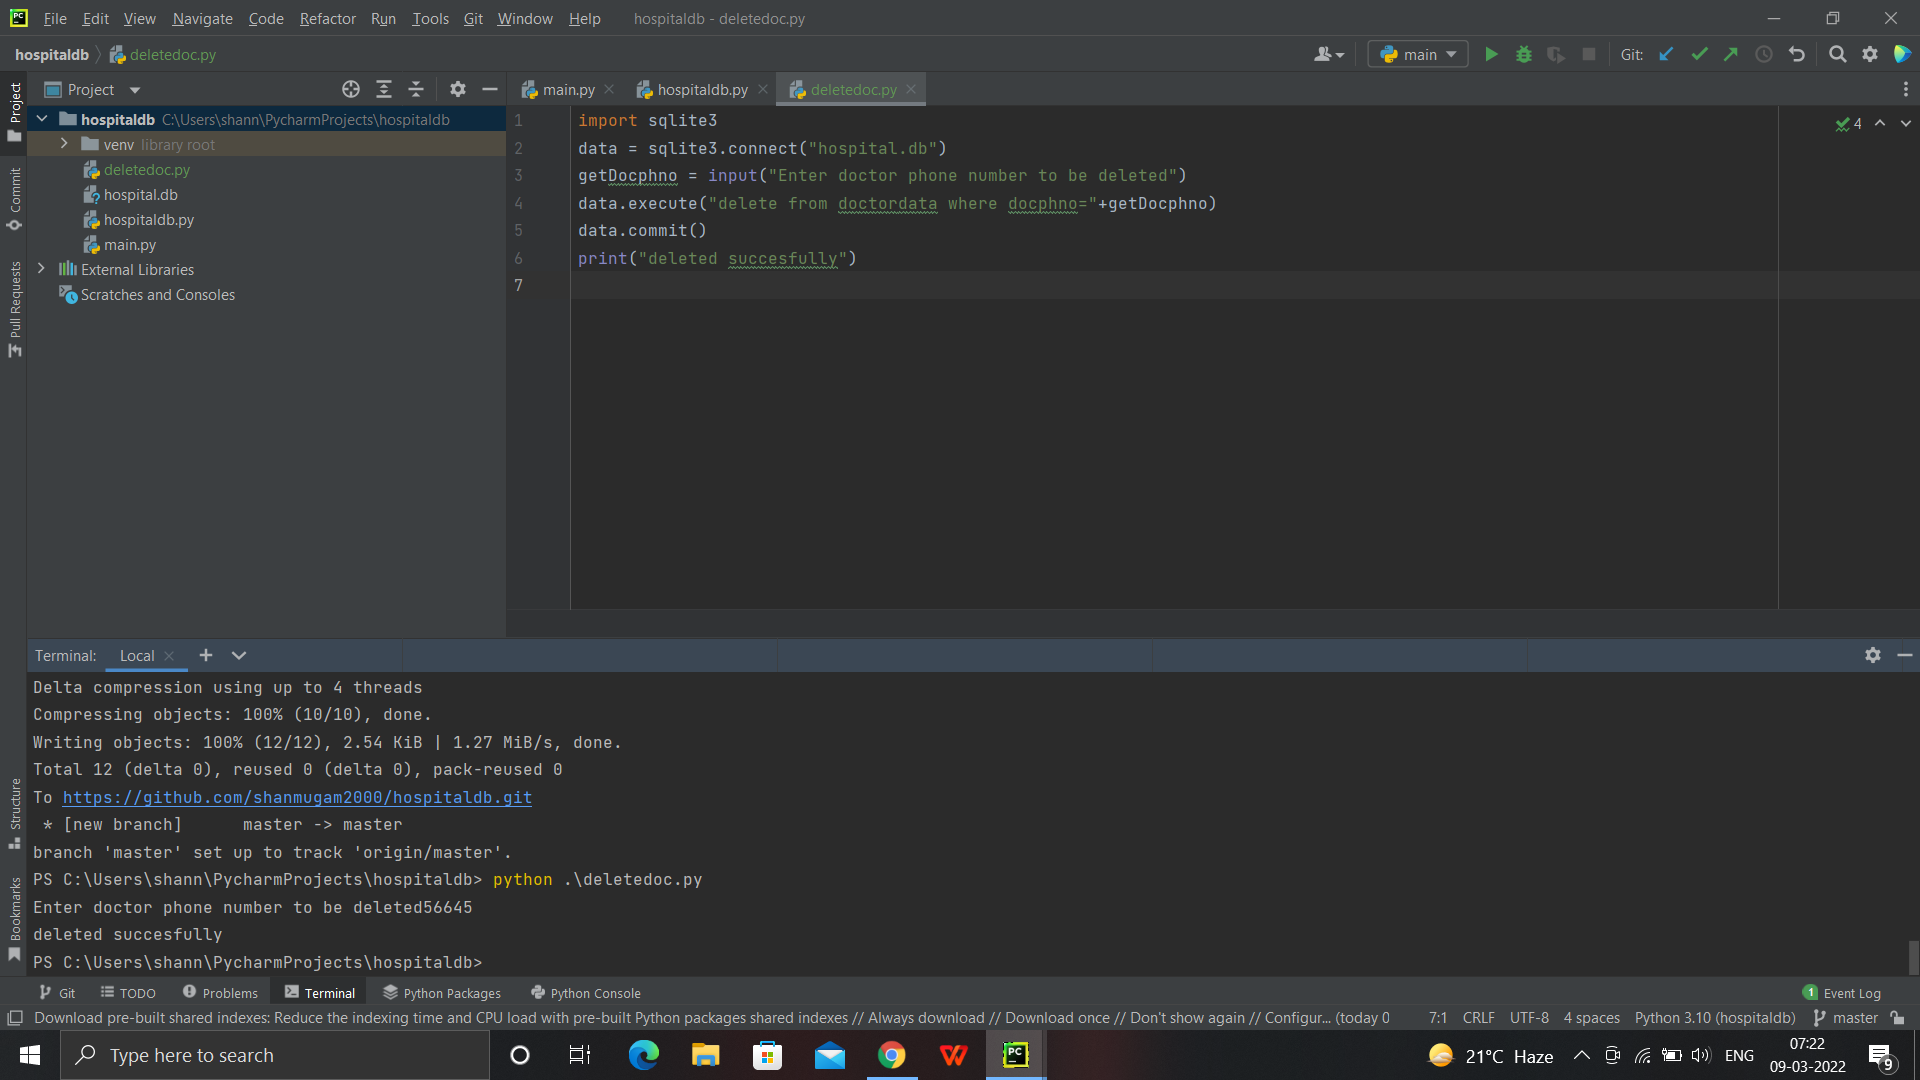 PC File Edit View Navigate Code Refactor Run Tools Git Window Help hospitaldb - deletedoc.py
hospitaldb deletedoc.py main Git:
Project
main.py hospitaldb.py deletedoc.py
hospitaldb C:\Users\shann\PycharmProjects\hospitaldb
venv library root
deletedoc.py
hospital.db
hospitaldb.py
main.py
External Libraries
Scratches and Consoles
Project
Commit
Pull Requests
Structure
Bookmarks
4
1 import sqlite3
2 data = sqlite3.connect("hospital.db")
3 getDocphno = input("Enter doctor phone number to be deleted")
4 data.execute("delete from doctordata where docphno="+getDocphno)
5 data.commit()
6 print("deleted succesfully")
7
Terminal: Local
Delta compression using up to 4 threads
Compressing objects: 100% (10/10), done.
Writing objects: 100% (12/12), 2.54 KiB | 1.27 MiB/s, done.
Total 12 (delta 0), reused 0 (delta 0), pack-reused 0
To https://github.com/shanmugam2000/hospitaldb.git
* [new branch] master -> master
branch 'master' set up to track 'origin/master'.
PS C:\Users\shann\PycharmProjects\hospitaldb> python .\deletedoc.py
Enter doctor phone number to be deleted56645
deleted succesfully
PS C:\Users\shann\PycharmProjects\hospitaldb>
Git TODO Problems Terminal Python Packages Python Console 1 Event Log
Download pre-built shared indexes: Reduce the indexing time and CPU load with pre-built Python packages shared indexes // Always download // Download once // Don't show again // Configur... (today 0 7:1 CRLF UTF-8 4 spaces Python 3.10 (hospitaldb) master
Type here to search PC 21°C Haze ENG 07:22
09-03-2022 9